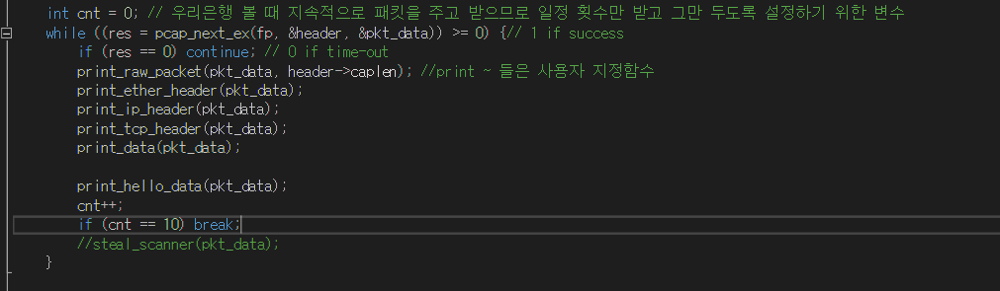 int cnt = 0; // 우리은행 볼 때 지속적으로 패킷을 주고 받으므로 일정 횟수만 받고 그만 두도록 설정하기 위한 변수
while ((res = pcap_next_ex(fp, &header, &pkt_data)) >= 0) {// 1 if success
if (res == 0) continue; // 0 if time-out
print_raw_packet(pkt_data, header->caplen); //print ~ 들은 사용자 지정함수
print_ether_header(pkt_data);
print_ip_header(pkt_data);
print_tcp_header(pkt_data);
print_data(pkt_data);
print_hello_data(pkt_data);
cnt++;
if (cnt == 10) break;
//steal_scanner(pkt_data);
}